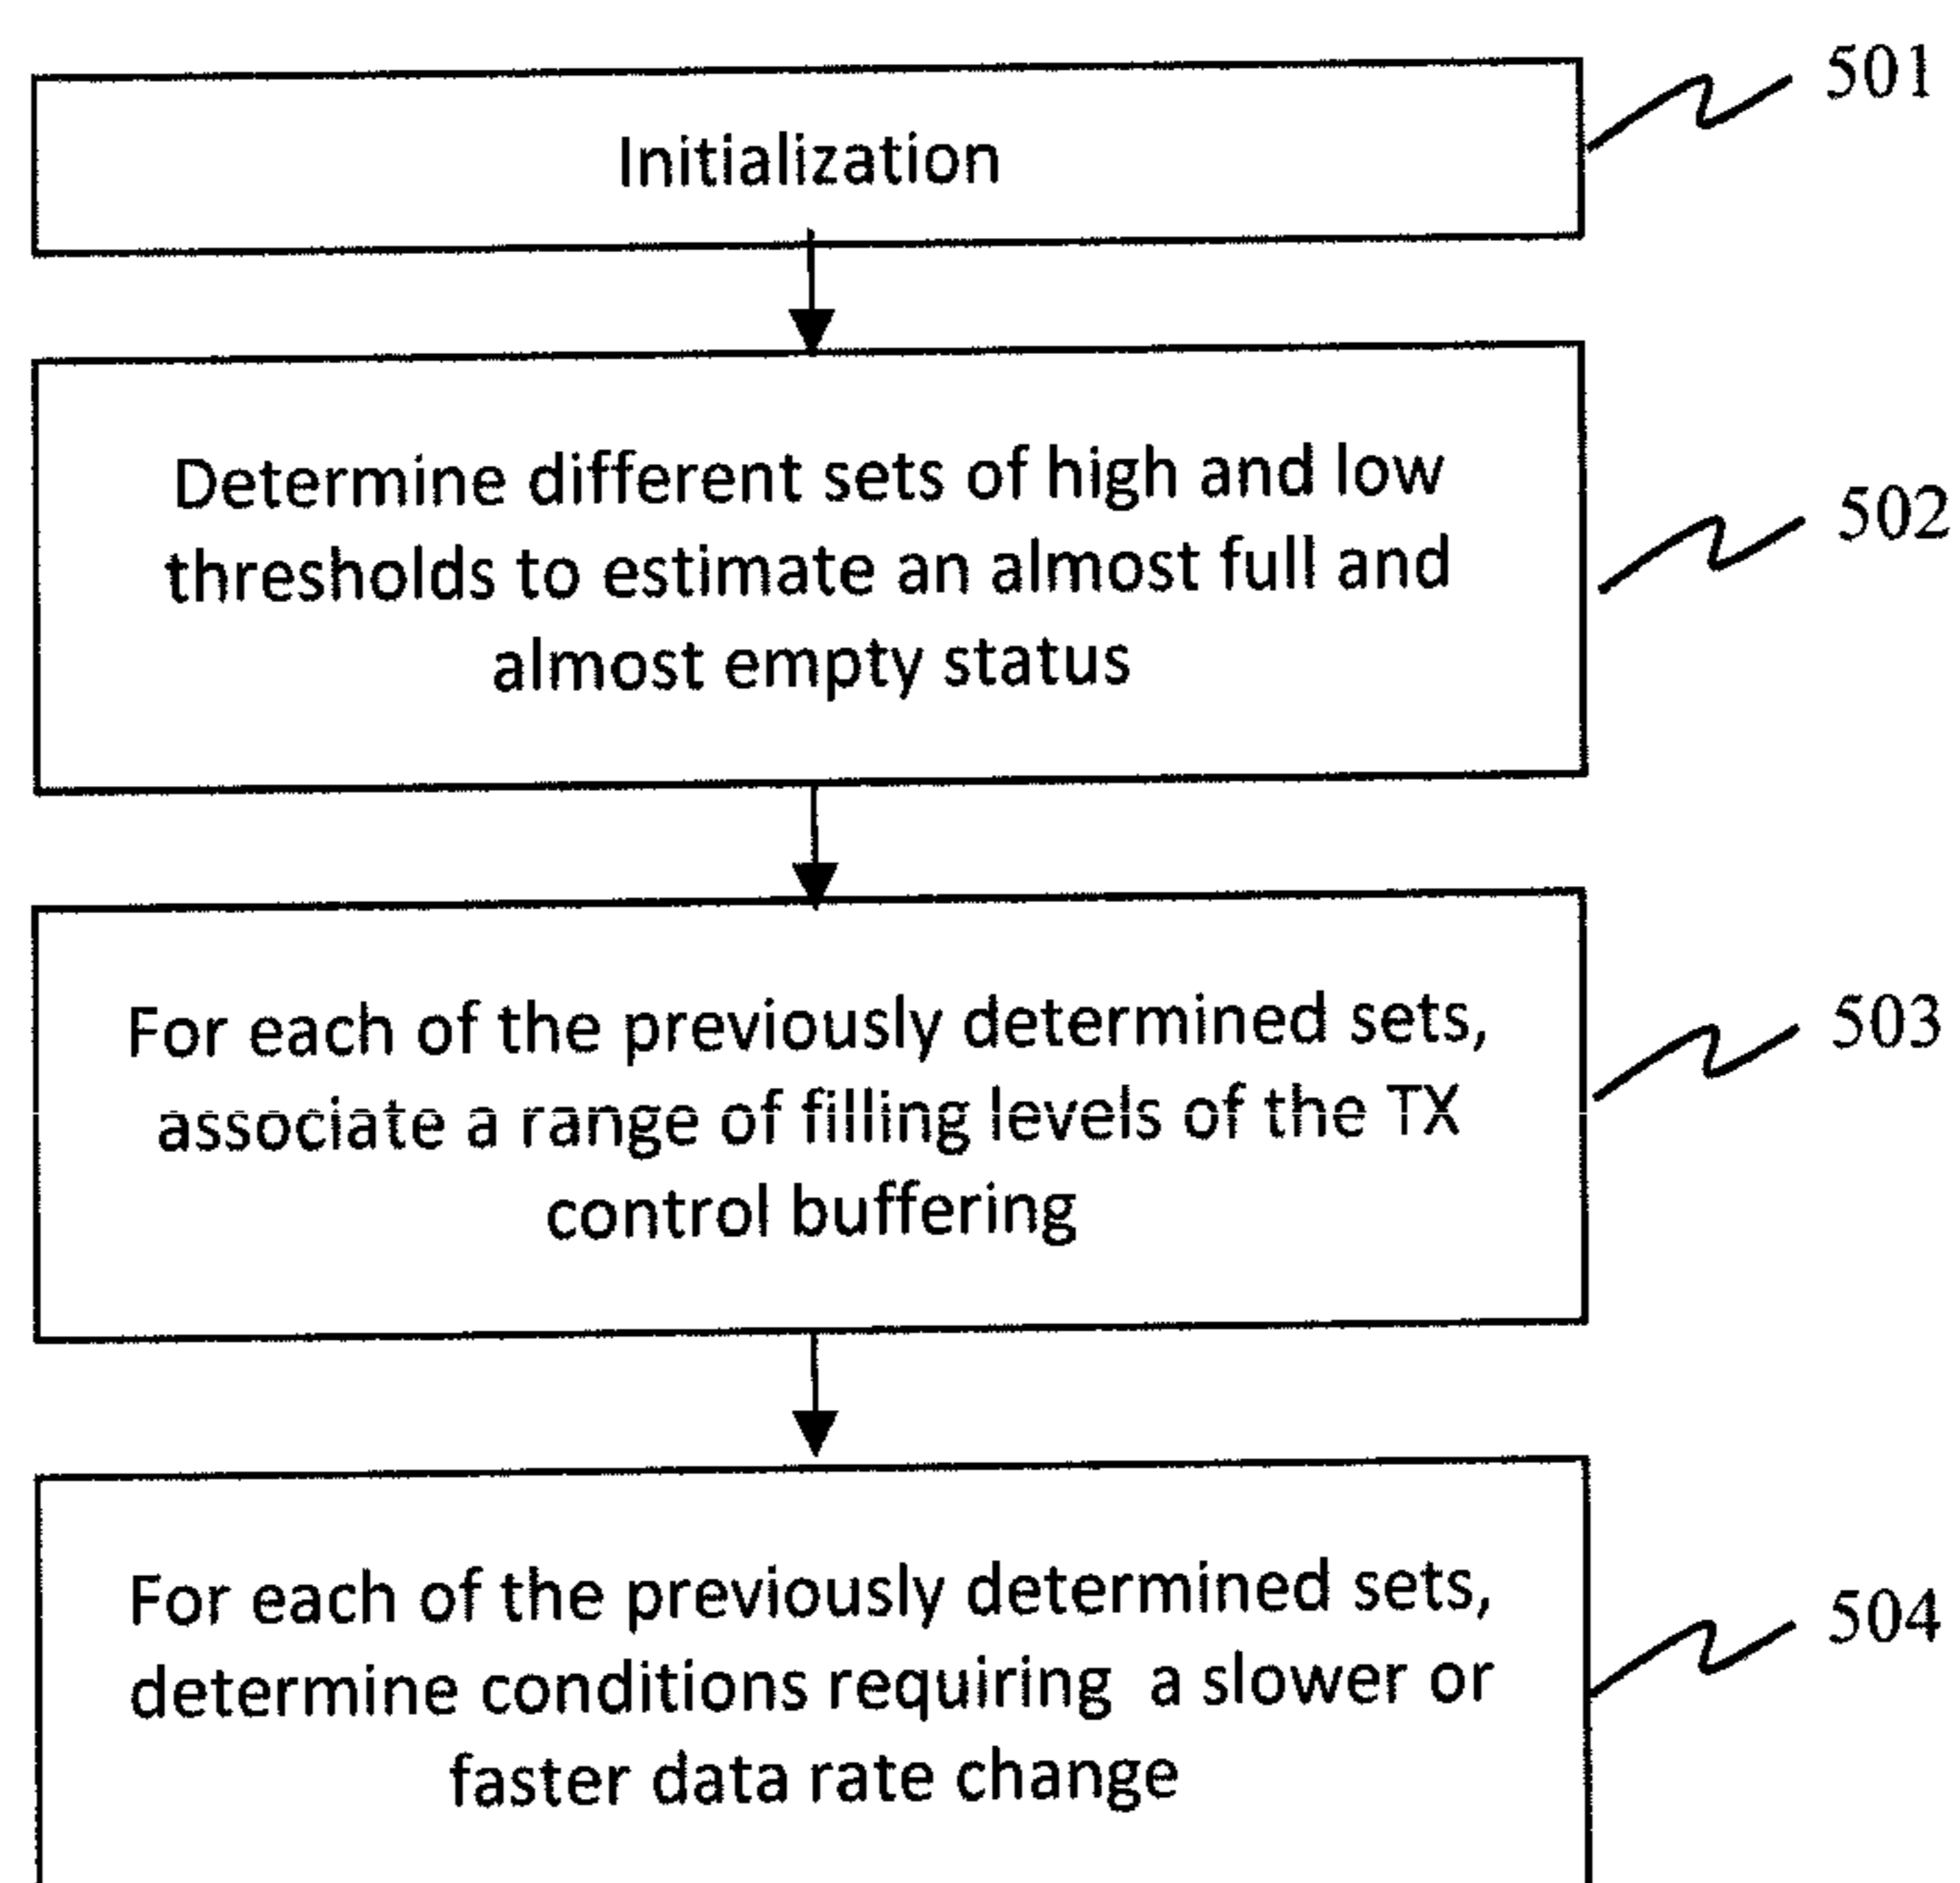 Initialization
501
Determine different sets of high and low
thresholds to estimate an almost full and
almost empty status
502
For each of the previously determined sets,
associate a range of filling levels of the TX
control buffering
503
For each of the previously determined sets,
determine conditions requiring a slower or
faster data rate change
504